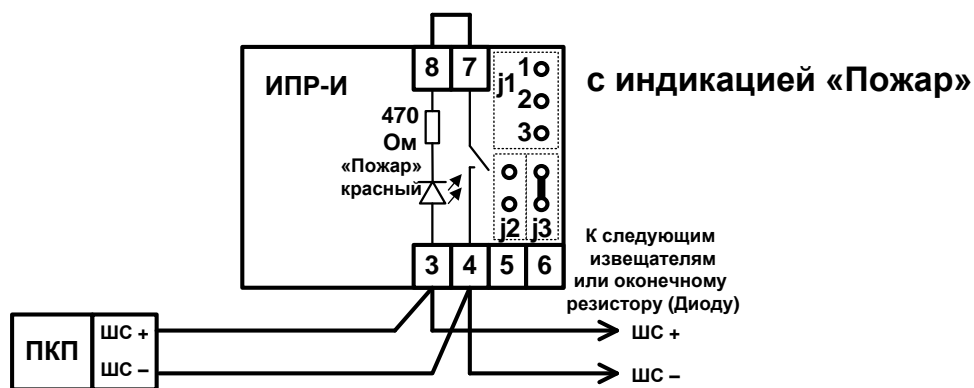 8 7
ИПР-И
j1
1
2
3
с индикацией «Пожар»
470
Ом
«Пожар»
красный
j2 j3
3 4 5 6
К следующим
извещателям
или оконечному
резистору (Диоду)
ПКП
ШС +
ШС –
ШС +
ШС –